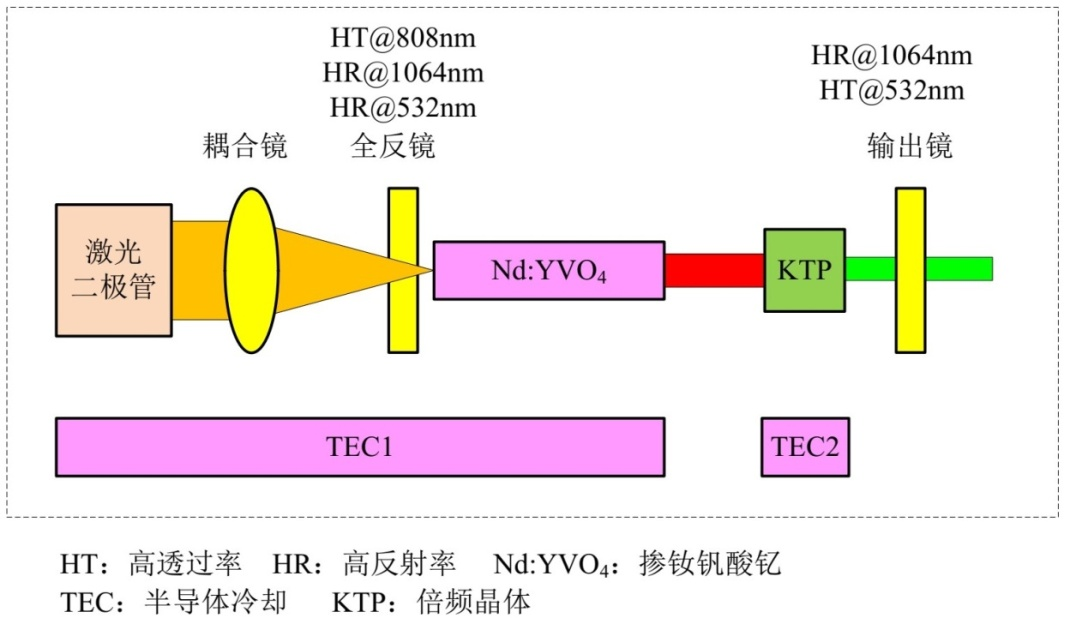 HT@808nm
HR@1064nm
HR@532nm
全反镜
耦合镜
HR@1064nm
HT@532nm
输出镜
激光
二极管
Nd:YVO₄
KTP
TEC1
TEC2
HT：高透过率 HR：高反射率 Nd:YVO₄：掺钕钒酸钇
TEC：半导体冷却 KTP：倍频晶体